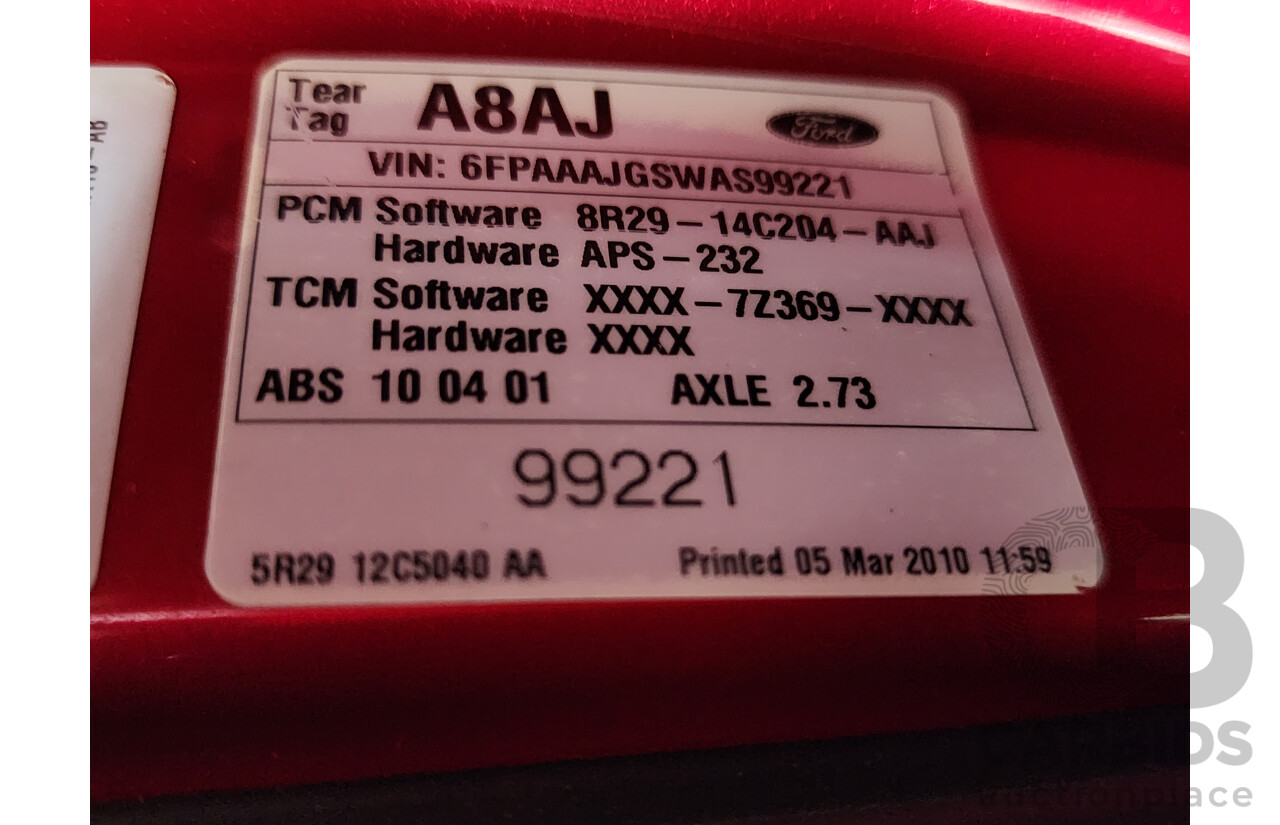 Tear
Tag
A8AJ
Ford
VIN: 6FPAAAJGSWAS99221
PCM Software 8R29-14C204-AAJ
Hardware APS-232
TCM Software XXXX-7Z369-XXXX
Hardware XXXX
ABS 10 04 01 AXLE 2.73
99221
5R29 12C5040 AA Printed 05 Mar 2010 11:59
CARBIDS
auctionplace